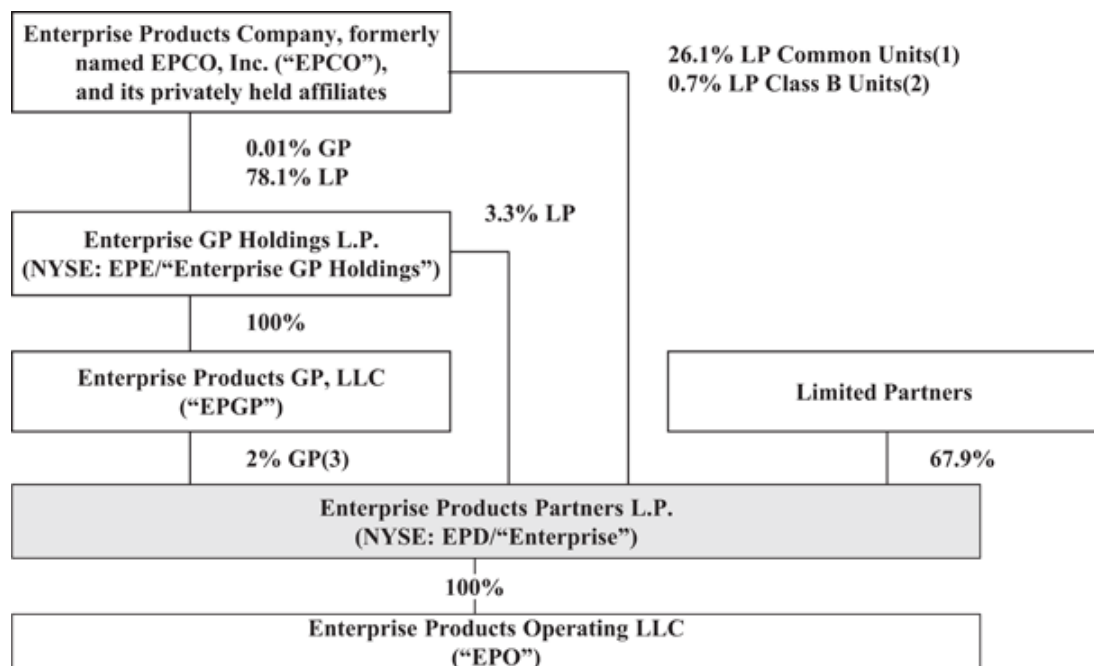 Enterprise Products Company, formerly
named EPCO, Inc. (“EPCO”),
and its privately held affiliates
26.1% LP Common Units(1)
0.7% LP Class B Units(2)
0.01% GP
78.1% LP
3.3% LP
Enterprise GP Holdings L.P.
(NYSE: EPE/“Enterprise GP Holdings”)
100%
Enterprise Products GP, LLC
(“EPGP”)
Limited Partners
2% GP(3)
67.9%
Enterprise Products Partners L.P.
(NYSE: EPD/“Enterprise”)
100%
Enterprise Products Operating LLC
(“EPO”)